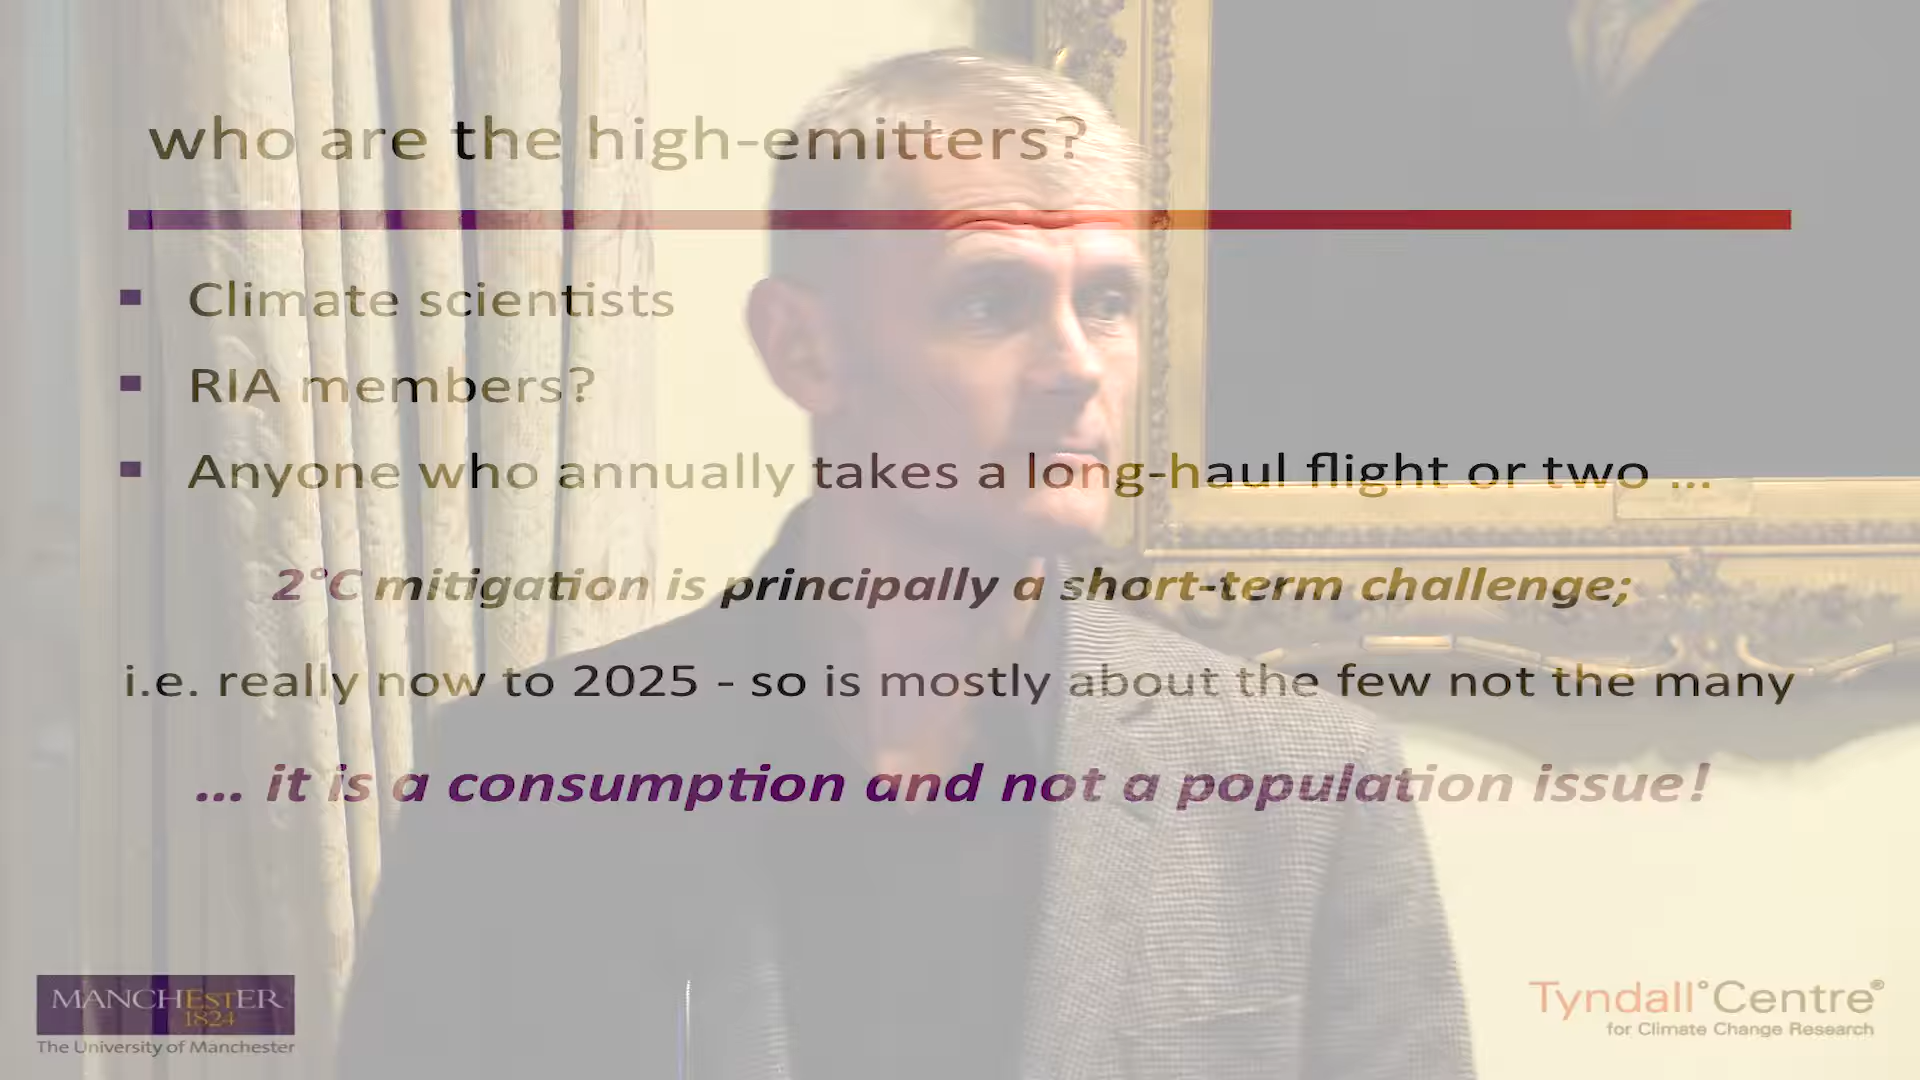 who are the high-emitters?
▪ Climate scientists
▪ RIA members?
▪ Anyone who annually takes a long-haul flight or two ...
2°C mitigation is principally a short-term challenge;
i.e. really now to 2025 - so is mostly about the few not the many
... it is a consumption and not a population issue!
MANCHEstER
1824
The University of Manchester
Tyndall°Centre®
for Climate Change Research